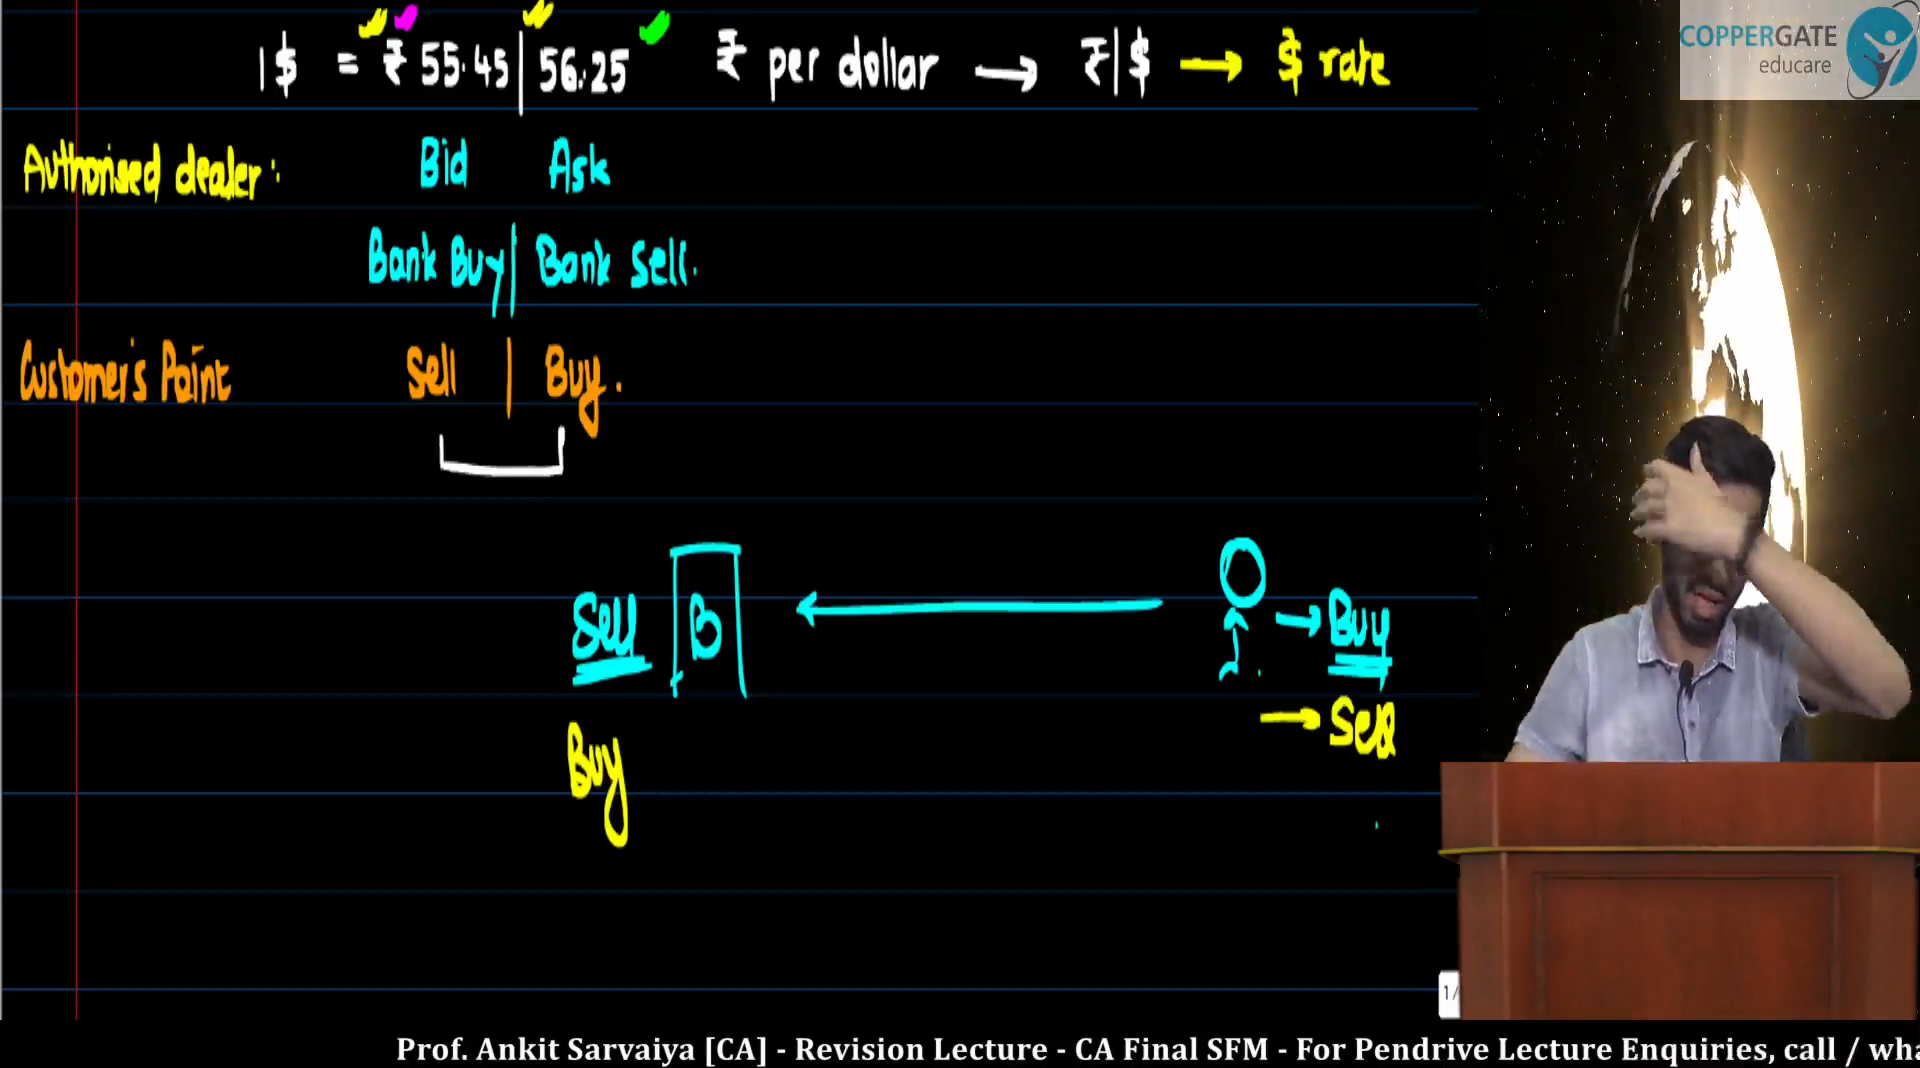 COPPERGATE
educare
1 $ = ₹ 55.45 | 56.25 ₹ per dollar → ₹|$ → $ rate
Authorised dealer: Bid Ask
Bank Buy | Bank Sell.
Customer's Point Sell | Buy.
Sell B ← → Buy
→ Sell
Buy
1/
Prof. Ankit Sarvaiya [CA] - Revision Lecture - CA Final SFM - For Pendrive Lecture Enquiries, call / wha